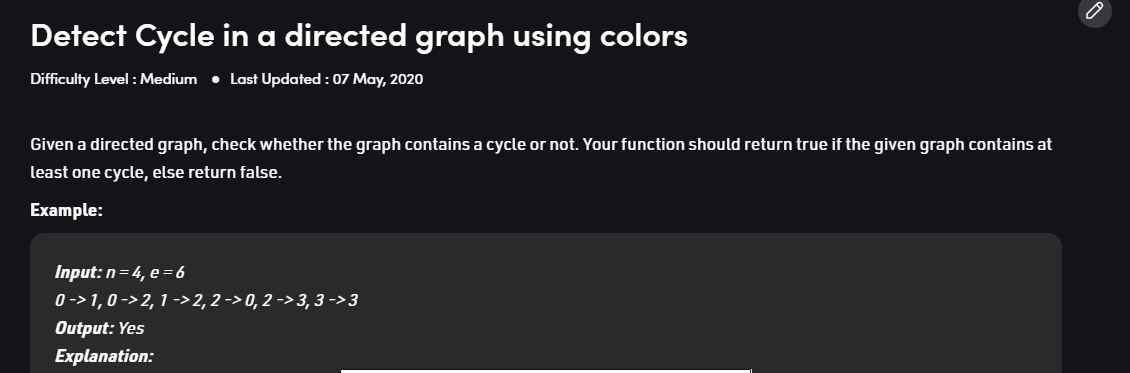 Detect Cycle in a directed graph using colors
Difficulty Level : Medium ● Last Updated : 07 May, 2020
Given a directed graph, check whether the graph contains a cycle or not. Your function should return true if the given graph contains at
least one cycle, else return false.
Example:
Input: n = 4, e = 6
0 -> 1, 0 -> 2, 1 -> 2, 2 -> 0, 2 -> 3, 3 -> 3
Output: Yes
Explanation: